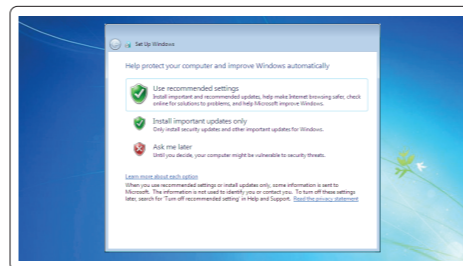 Set Up Windows
Help protect your computer and improve Windows automatically
Use recommended settings
Install important and recommended updates, help make Internet browsing safer, check
online for solutions to problems, and help Microsoft improve Windows.
Install important updates only
Only install security updates and other important updates for Windows.
Ask me later
Until you decide, your computer might be vulnerable to security threats.
Learn more about each option
When you use recommended settings or install updates only, some information is sent to
Microsoft. The information is not used to identify you or contact you. To turn off these settings
later, search for 'Turn off recommended setting' in Help and Support. Read the privacy statement